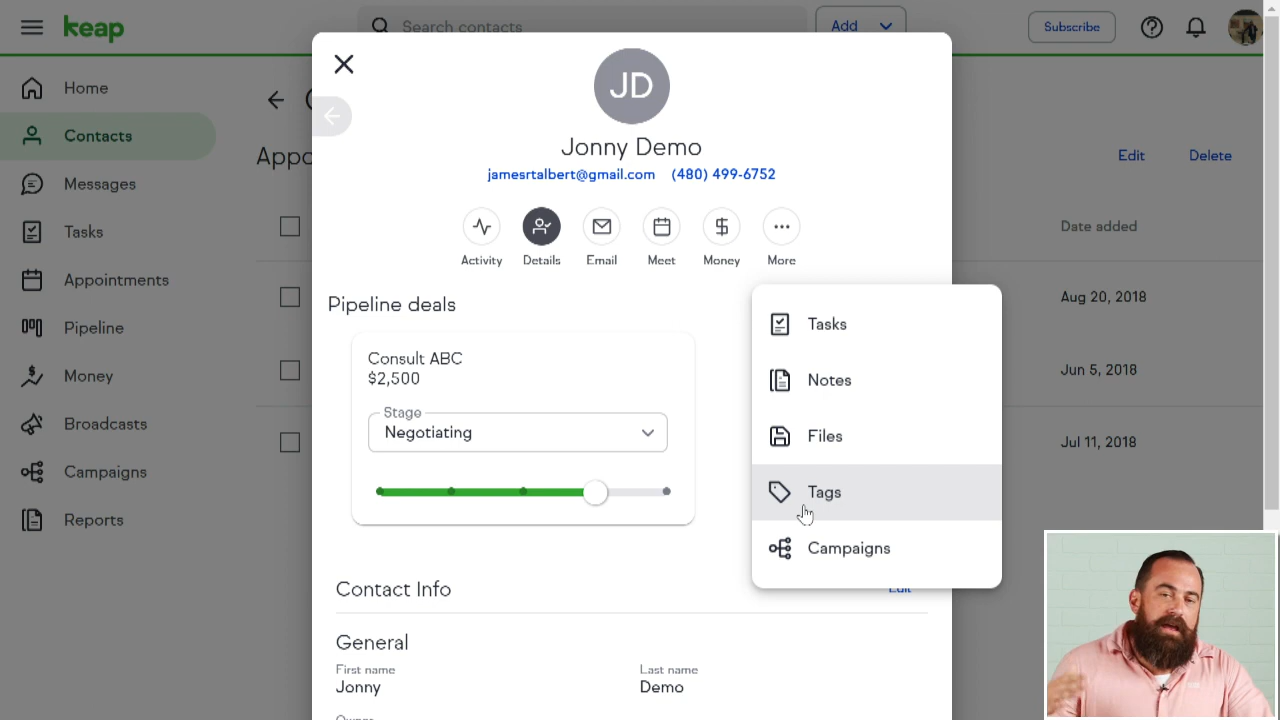 keap
Search contacts
Add
Subscribe
Home
Contacts
Messages
Tasks
Appointments
Pipeline
Money
Broadcasts
Campaigns
Reports
Appo
Edit
Delete
Date added
Aug 20, 2018
Jun 5, 2018
Jul 11, 2018
JD
Jonny Demo
jamesrtalbert@gmail.com (480) 499-6752
Activity
Details
Email
Meet
Money
More
Pipeline deals
Consult ABC
$2,500
Stage
Negotiating
Tasks
Notes
Files
Tags
Campaigns
Contact Info
Edit
General
First name
Last name
Jonny
Demo
Owner